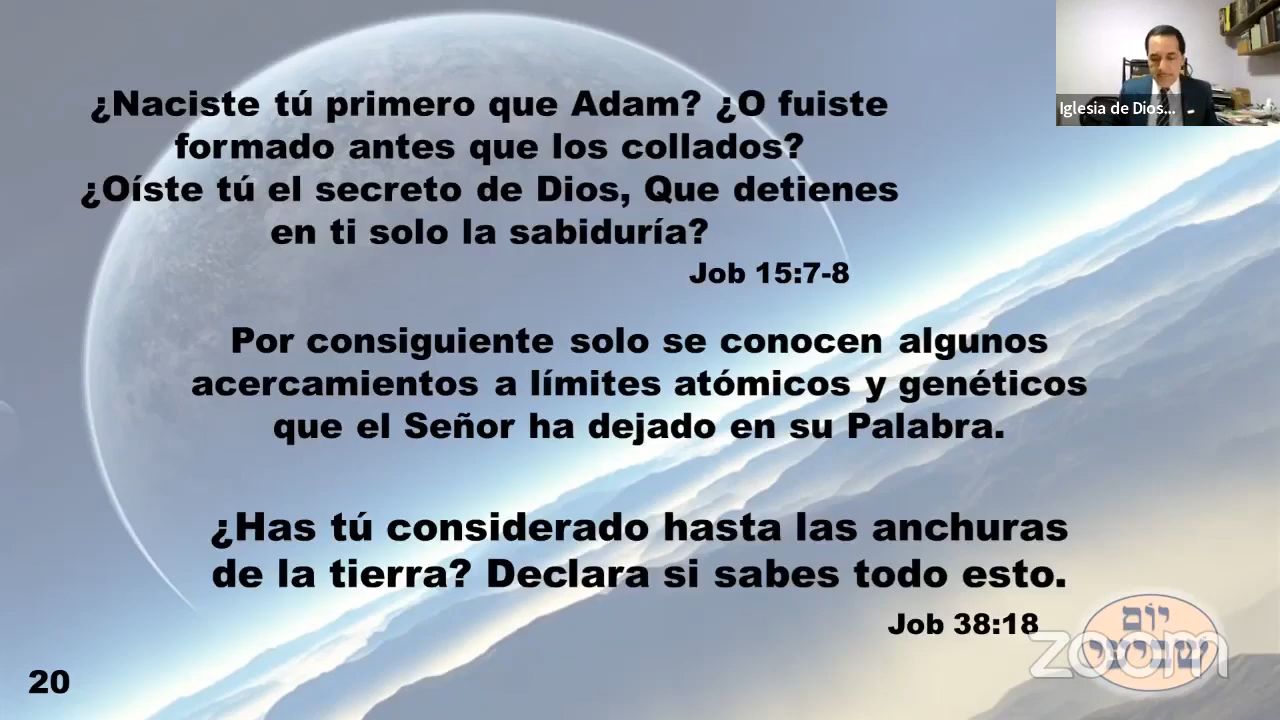 ¿Naciste tú primero que Adam? ¿O fuiste
formado antes que los collados?
¿Oíste tú el secreto de Dios, Que detienes
en ti solo la sabiduría?
Job 15:7-8
Iglesia de Dios...
Por consiguiente solo se conocen algunos
acercamientos a límites atómicos y genéticos
que el Señor ha dejado en su Palabra.
¿Has tú considerado hasta las anchuras
de la tierra? Declara si sabes todo esto.
Job 38:18
יוֹם
שביעי
zoom
20